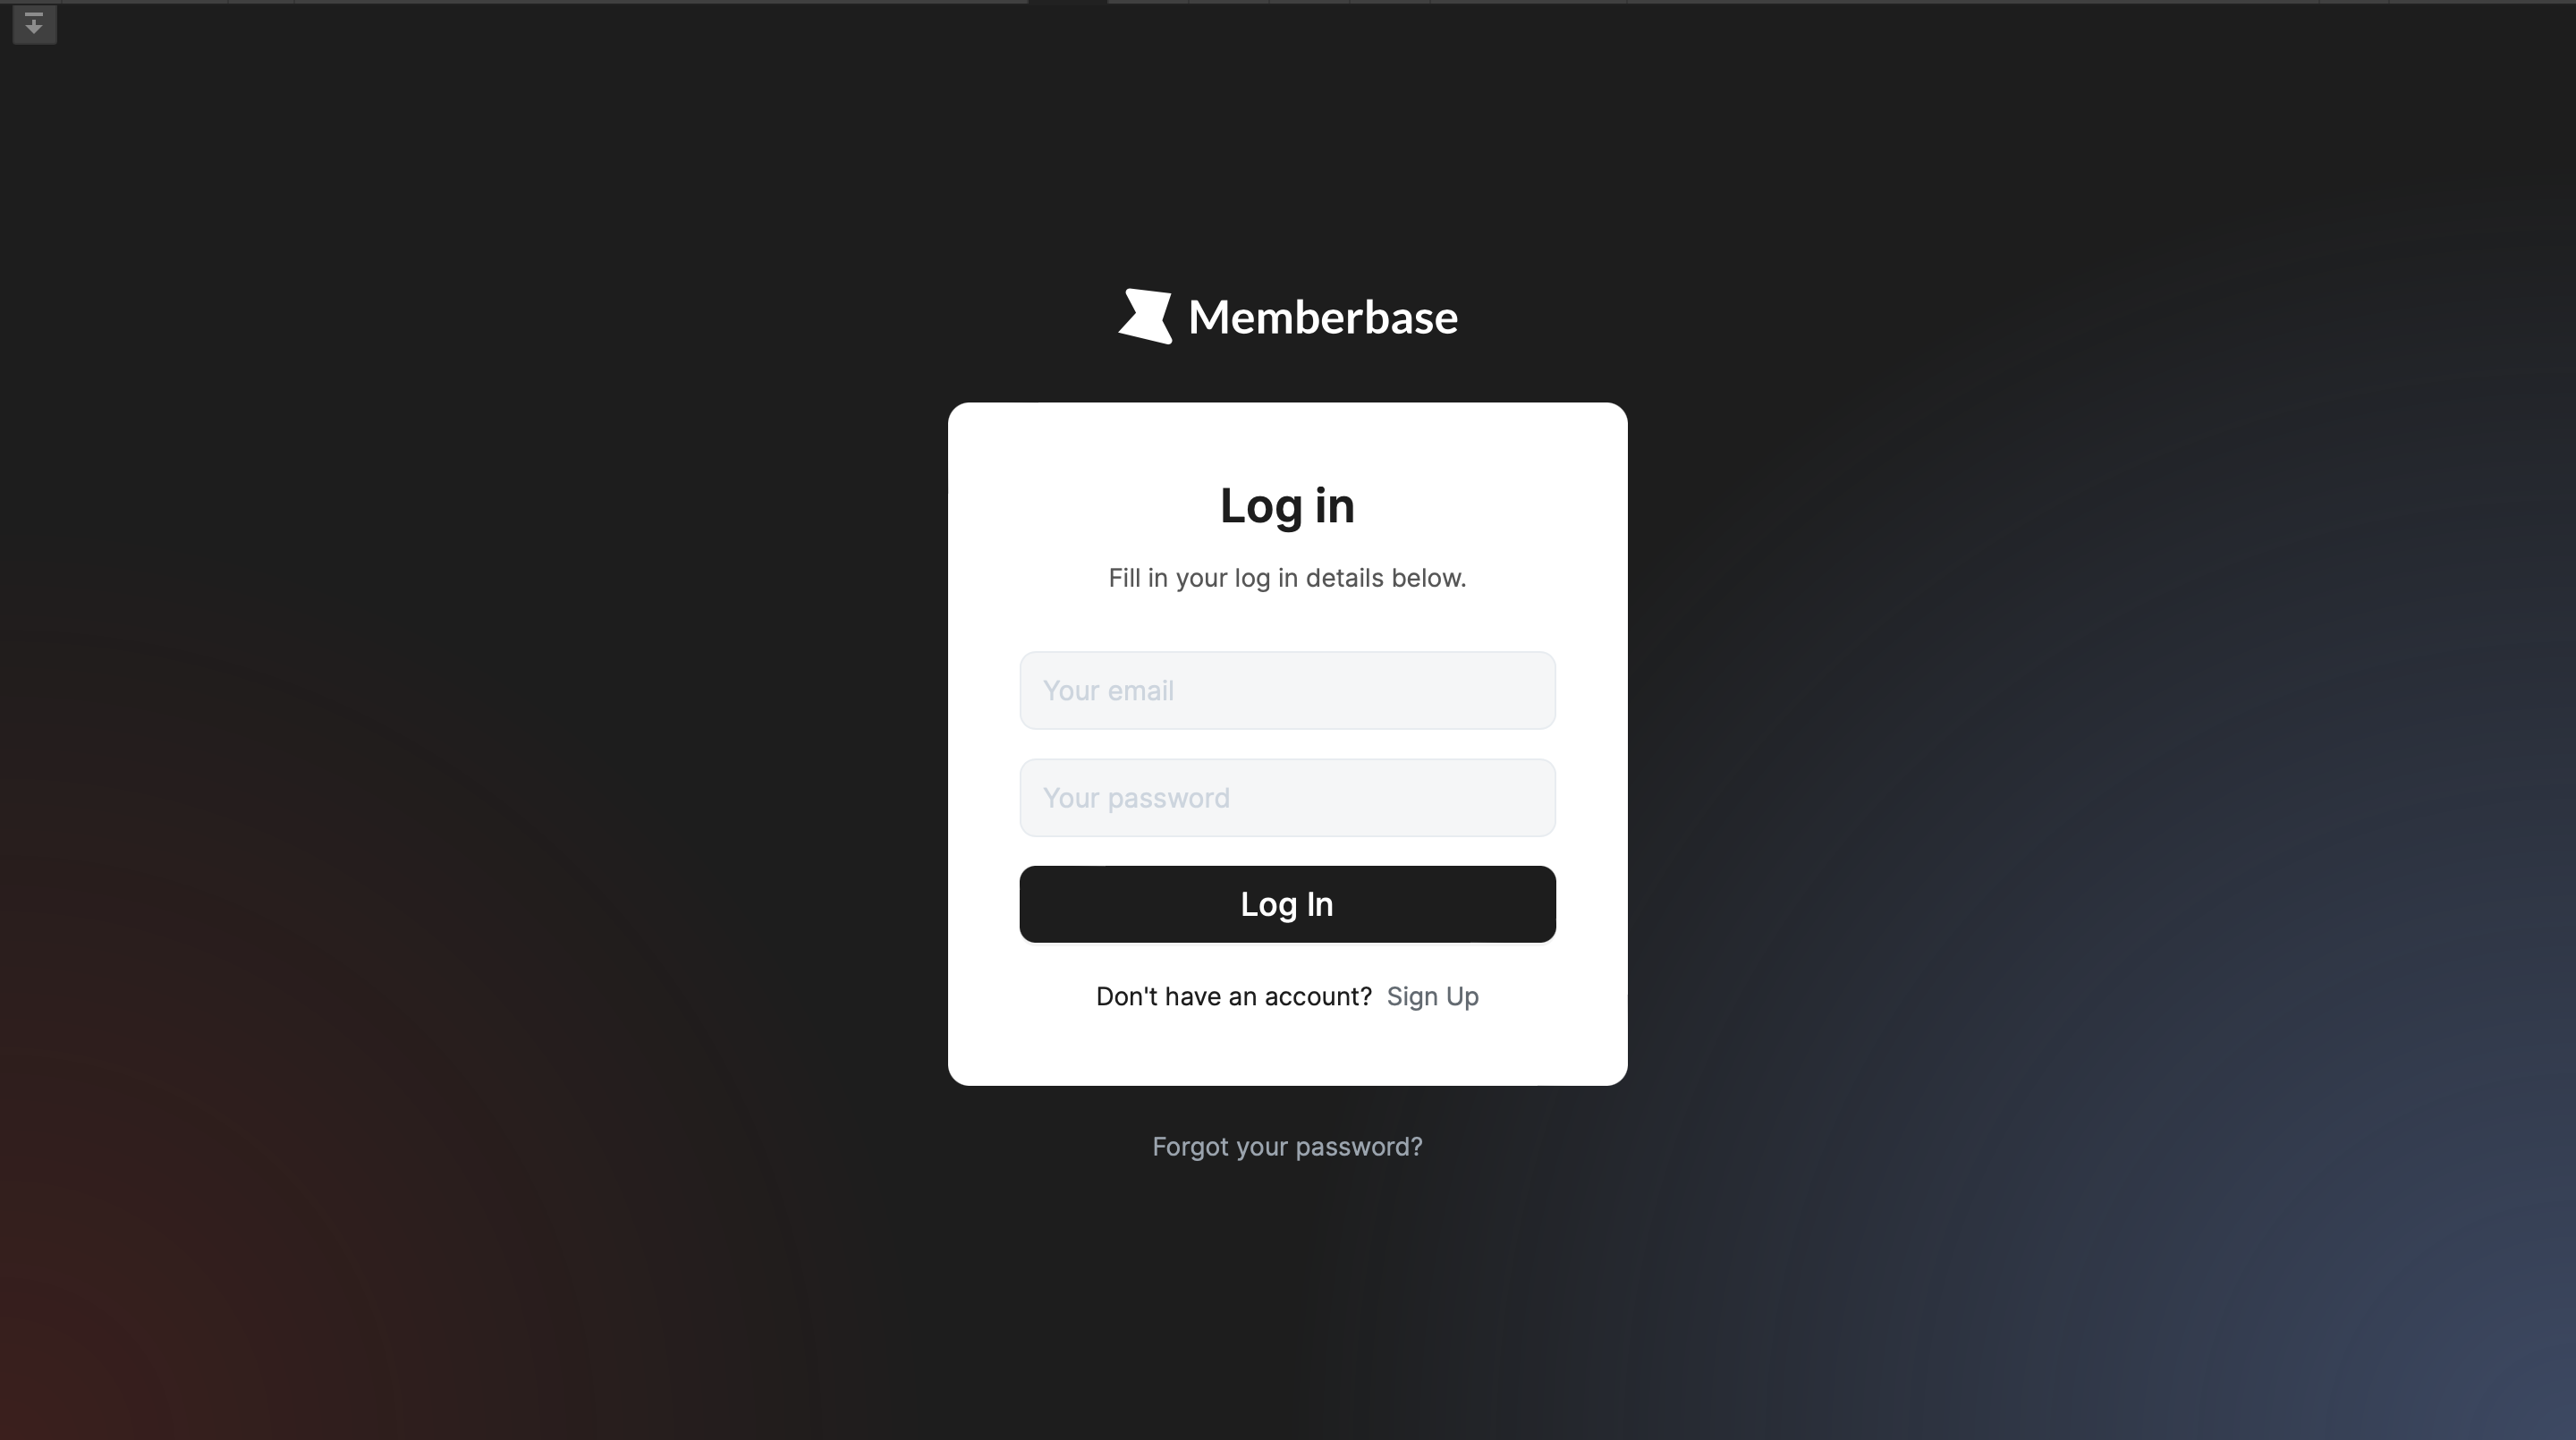 Memberbase
Log in
Fill in your log in details below.
Your email
Your password
Log In
Don't have an account? Sign Up
Forgot your password?